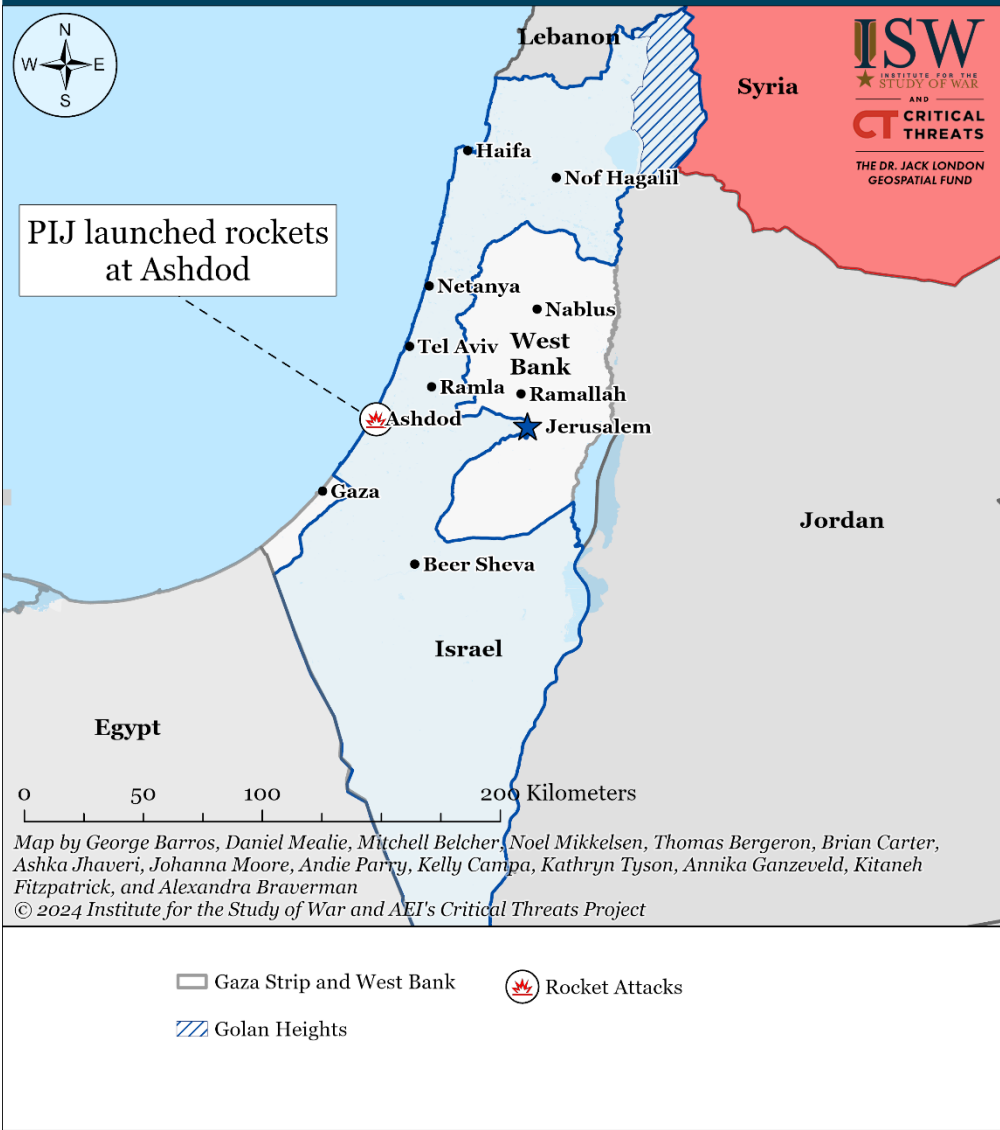 N
W E
S
Lebanon
Syria
ISW
INSTITUTE FOR THE
STUDY OF WAR
AND
CT CRITICAL
THREATS
THE DR. JACK LONDON
GEOSPATIAL FUND
Haifa
Nof Hagalil
PIJ launched rockets
at Ashdod
Netanya
Nablus
Tel Aviv
West
Bank
Ramla
Ramallah
Ashdod
Jerusalem
Gaza
Jordan
Beer Sheva
Israel
Egypt
0 50 100 200 Kilometers
Map by George Barros, Daniel Mealie, Mitchell Belcher, Noel Mikkelsen, Thomas Bergeron, Brian Carter,
Ashka Jhaveri, Johanna Moore, Andie Parry, Kelly Campa, Kathryn Tyson, Annika Ganzeveld, Kitaneh
Fitzpatrick, and Alexandra Braverman
© 2024 Institute for the Study of War and AEI's Critical Threats Project
Gaza Strip and West Bank
Rocket Attacks
Golan Heights